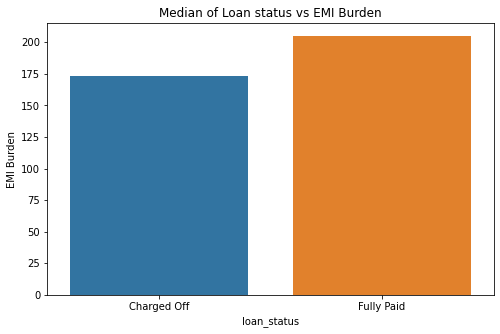 Median of Loan status vs EMI Burden
EMI Burden
200
175
150
125
100
75
50
25
0
Charged Off
Fully Paid
loan_status